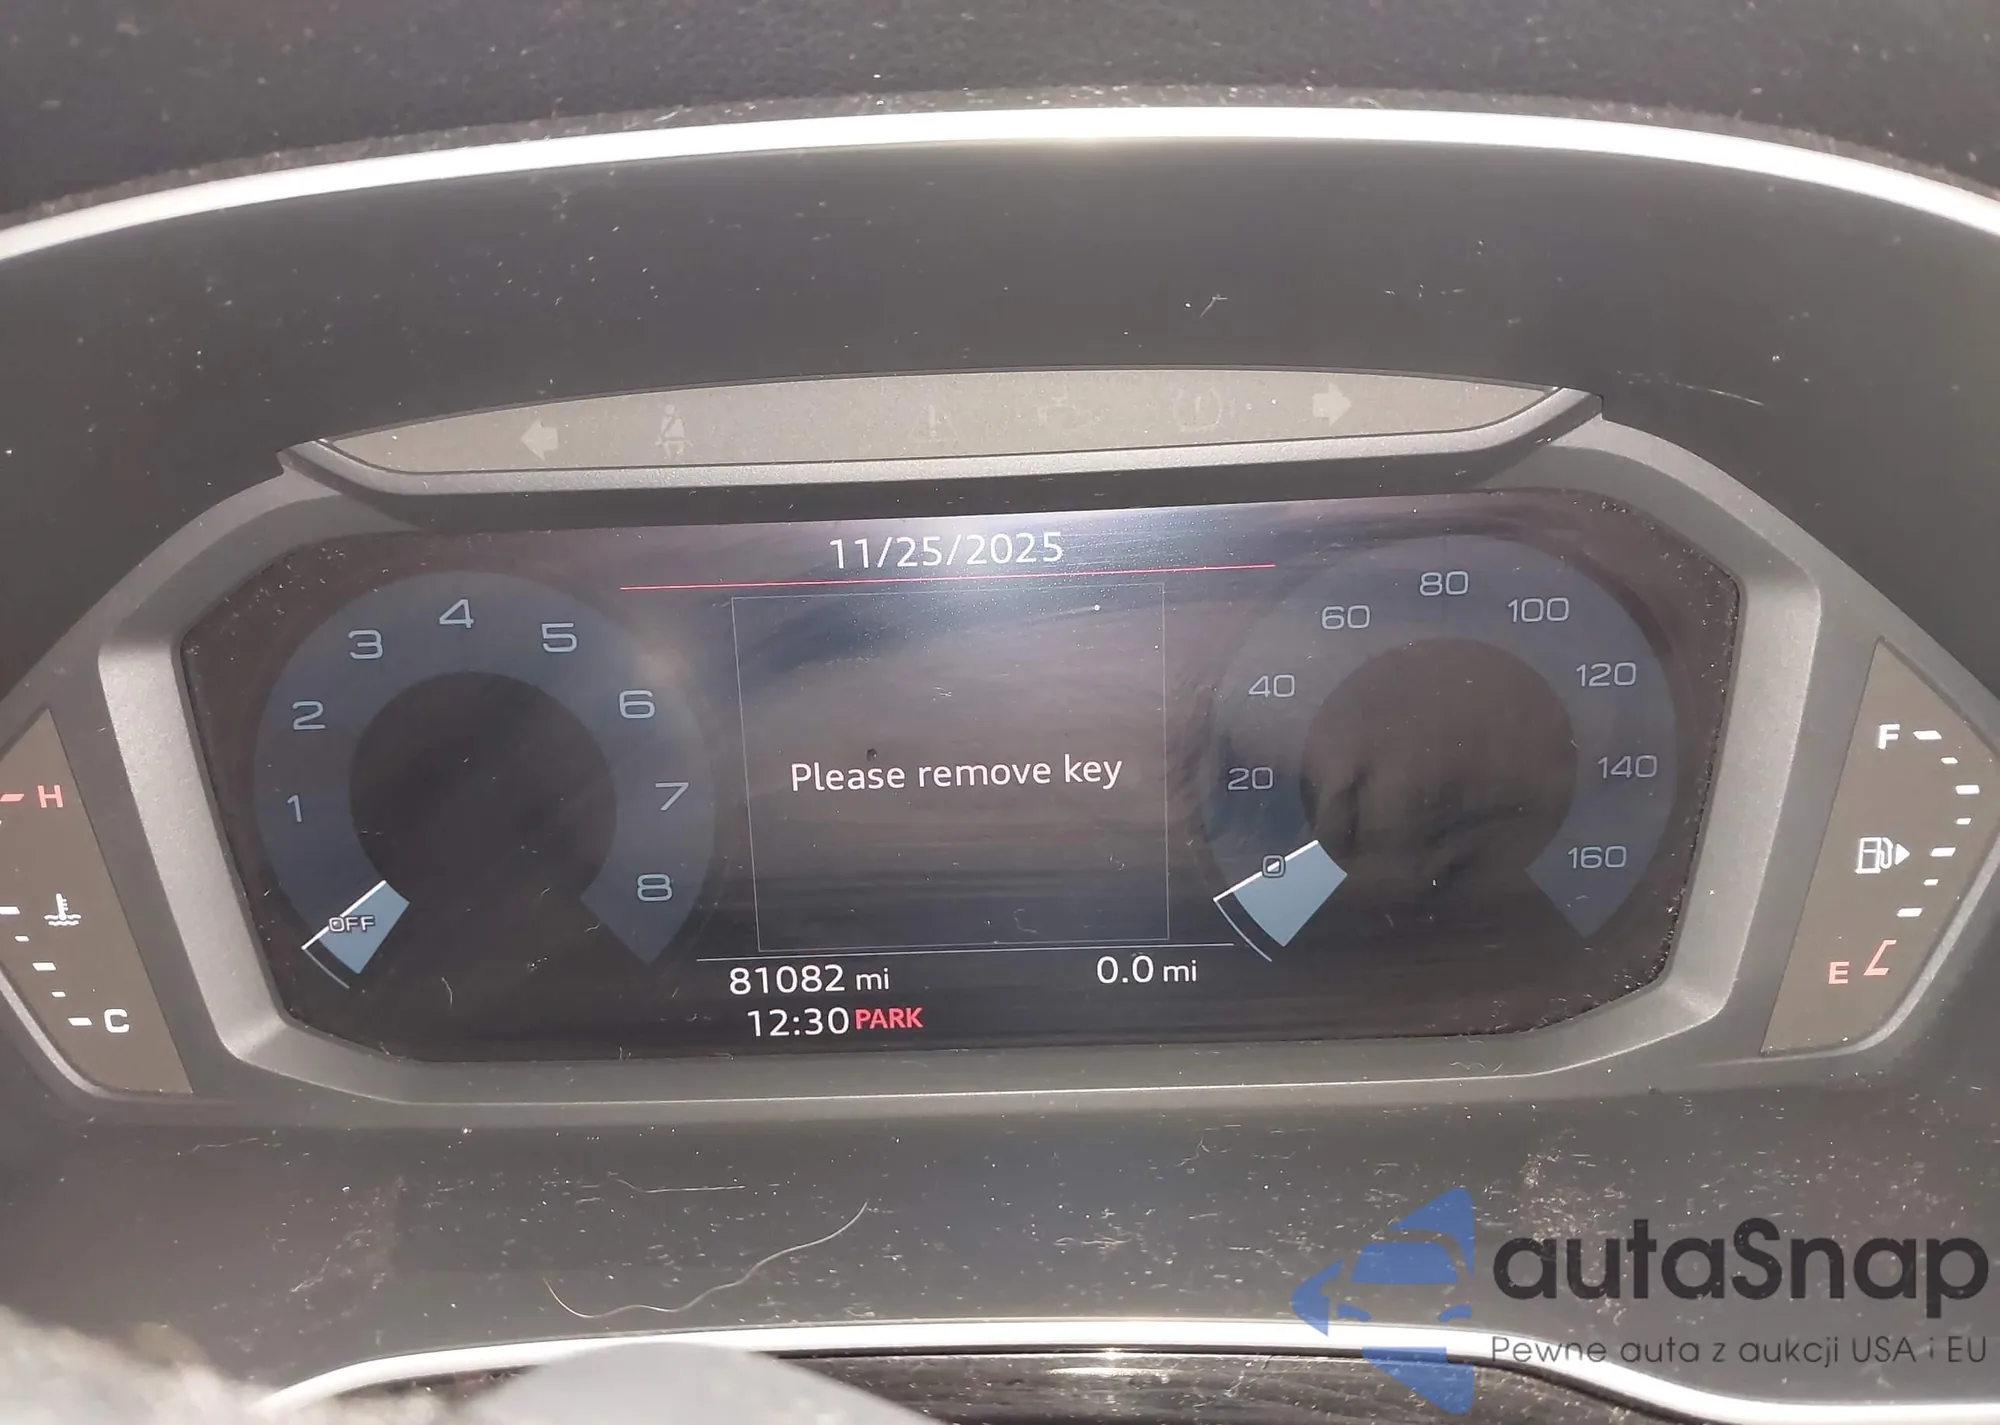 11/25/2025
4
3
5
2
6
1
7
8
OFF
80
60
100
40
120
20
140
0
160
Please remove key
81082 mi
0.0 mi
12:30 PARK
H
C
F
E
autaSnap
Pewne auta z aukcji USA i EU